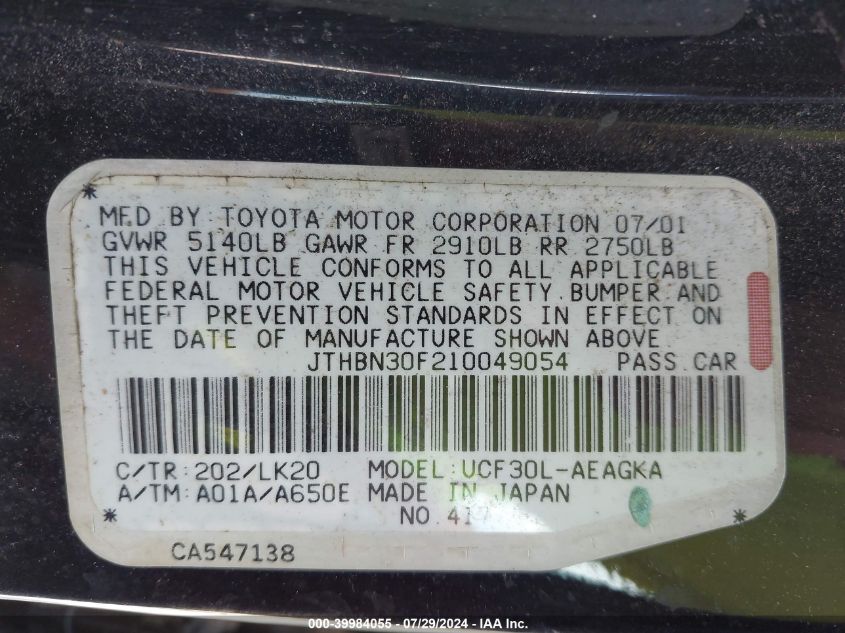 MFD BY TOYOTA MOTOR CORPORATION 07/01
GVWR 5140LB GAWR FR 2910LB RR 2750LB
THIS VEHICLE CONFORMS TO ALL APPLICABLE
FEDERAL MOTOR VEHICLE SAFETY.BUMPER AND
THEFT PREVENTION STANDARDS IN EFFECT ON
THE DATE OF MANUFACTURE SHOWN ABOVE
JTHBN30F210049054 PASS.CAR
C/TR:202/LK20 MODEL:UCF30L-AEAGKA
A/TM:A01A/A650E MADE IN JAPAN
NO.
CA547138
000-39984055 - 07/29/2024 - IAA Inc.